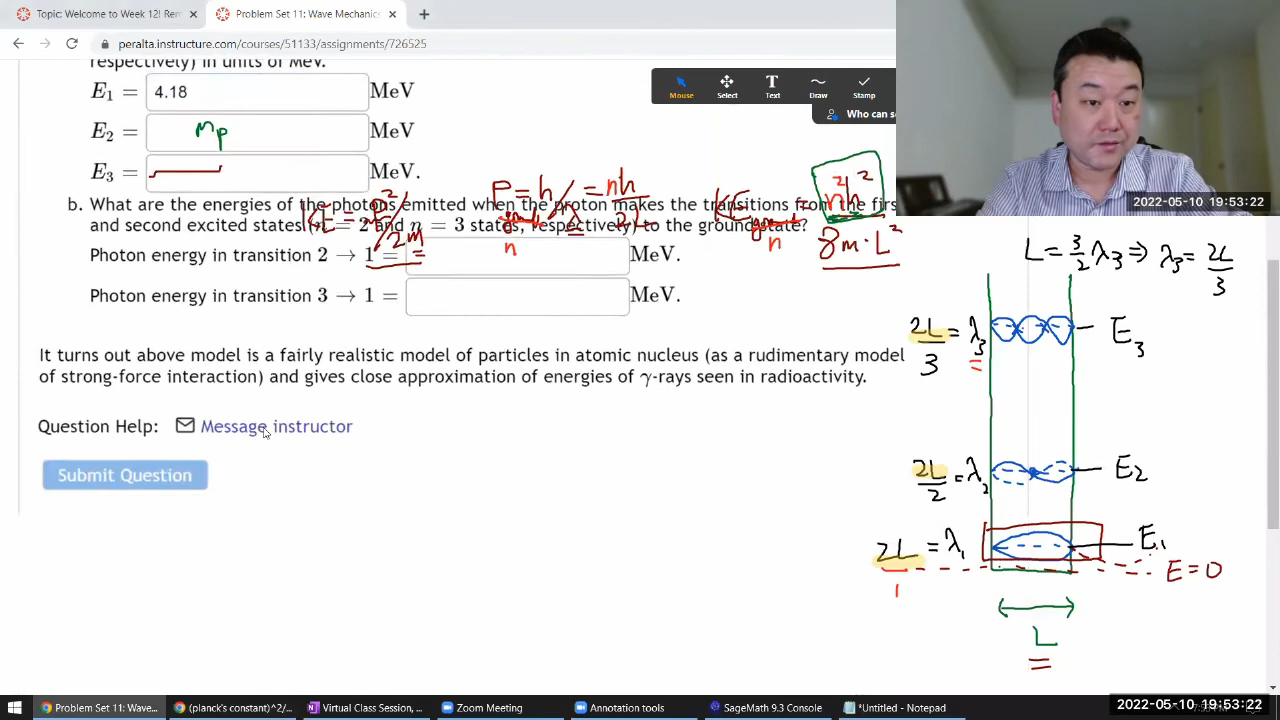 Topic: Welcome to Week 12! Rem
Problem Set 11: Wave Mechanics
peralta.instructure.com/courses/51133/assignments/726525
respectively) in units of MeV.
E₁ = 4.18 MeV
E₂ = mp MeV
E₃ = MeV.
Mouse Select Text Draw Stamp
Who can se
2022-05-10 19:53:22
P = h/λ = nh/2L
n
KE = P²/2m
KE n = n²h²/8m·L²
b. What are the energies of the photons emitted when the proton makes the transitions from the firs
and second excited states (n = 2 and n = 3 states, respectively) to the ground state?
Photon energy in transition 2 → 1 = MeV.
Photon energy in transition 3 → 1 = MeV.
It turns out above model is a fairly realistic model of particles in atomic nucleus (as a rudimentary model
of strong-force interaction) and gives close approximation of energies of γ-rays seen in radioactivity.
Question Help: Message instructor
Submit Question
L = 3/2 λ₃ ⇒ λ₃ = 2L/3
2L/3 = λ₃ E₃
2L/2 = λ₂ E₂
2L/1 = λ₁ E₁
E = 0
L
=
Problem Set 11: Wave...
(planck's constant)^2/...
Virtual Class Session, ...
Zoom Meeting
Annotation tools
SageMath 9.3 Console
*Untitled - Notepad
2022-05-10 19:53:22